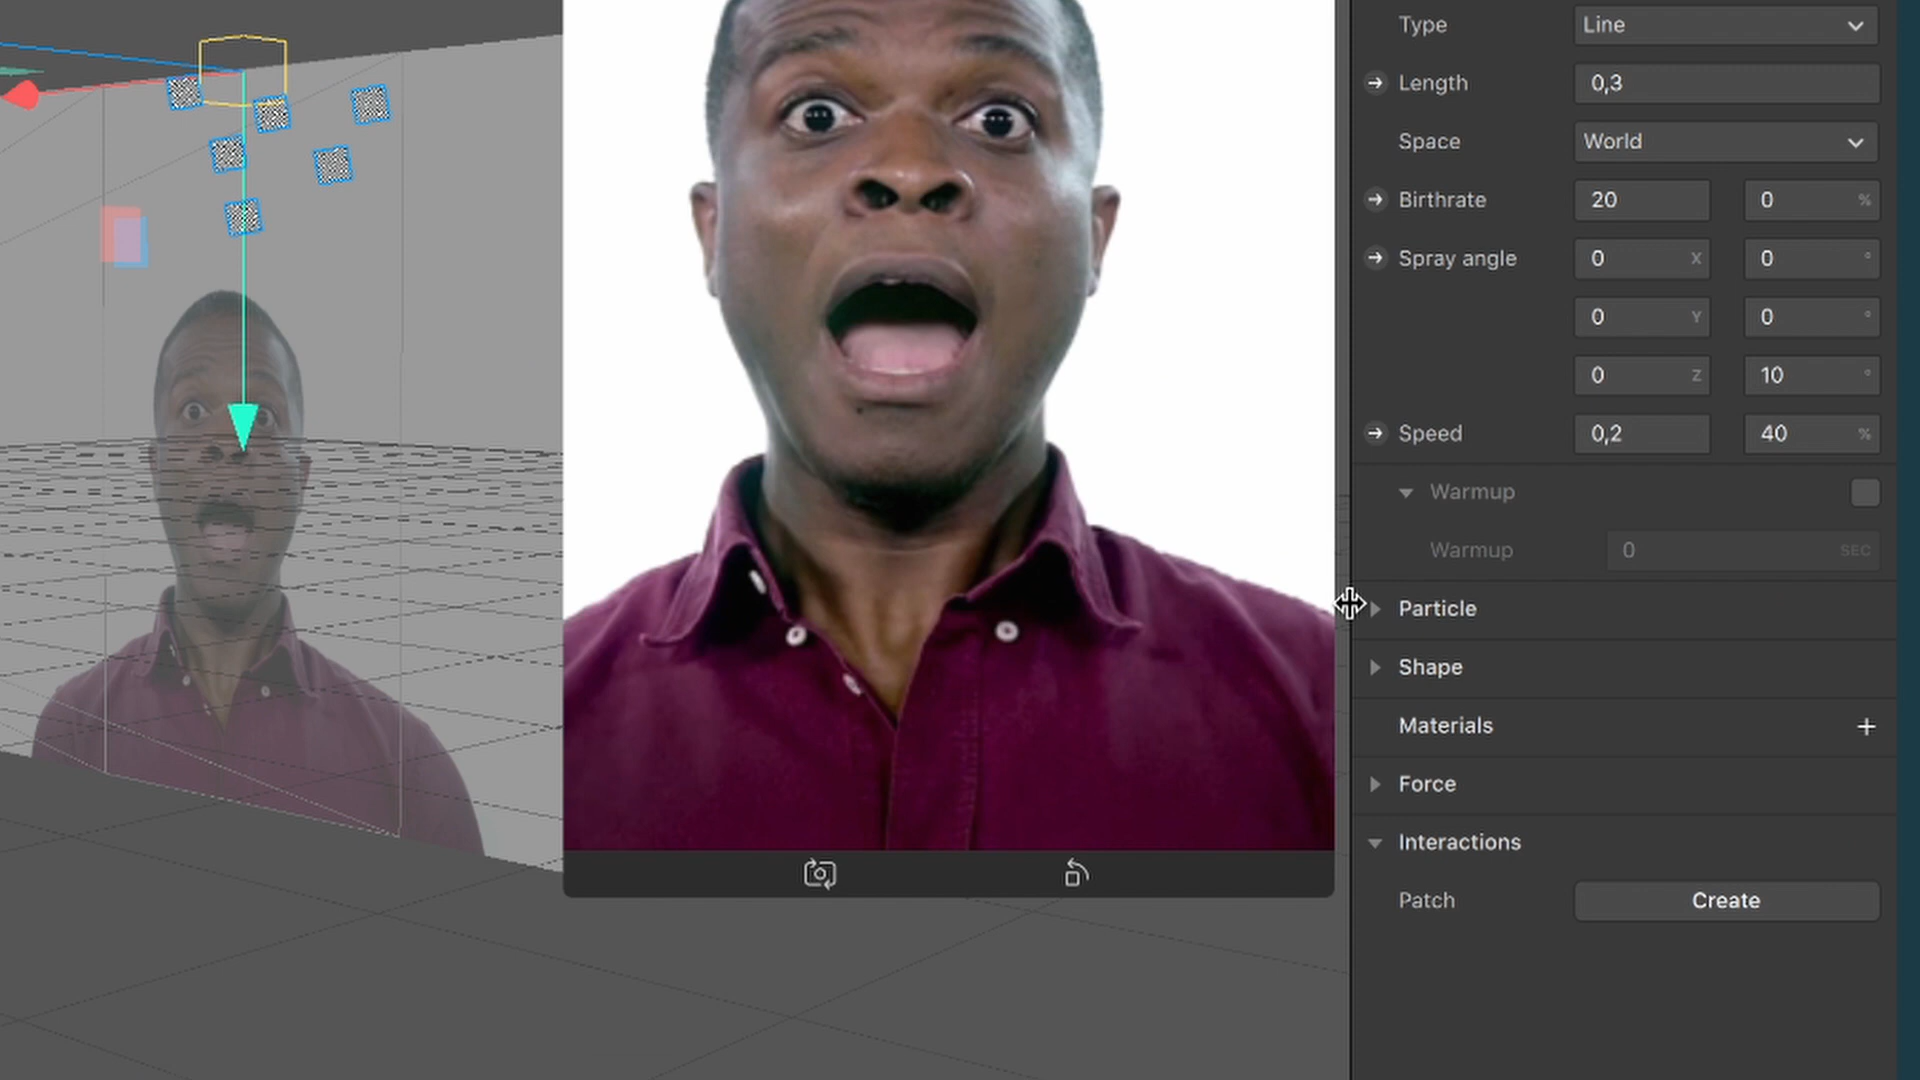 Type Line
Length 0,3
Space World
Birthrate 20 0 %
Spray angle 0 X 0 °
0 Y 0 °
0 Z 10 °
Speed 0,2 40 %
Warmup
Warmup 0 SEC
Particle
Shape
Materials +
Force
Interactions
Patch Create